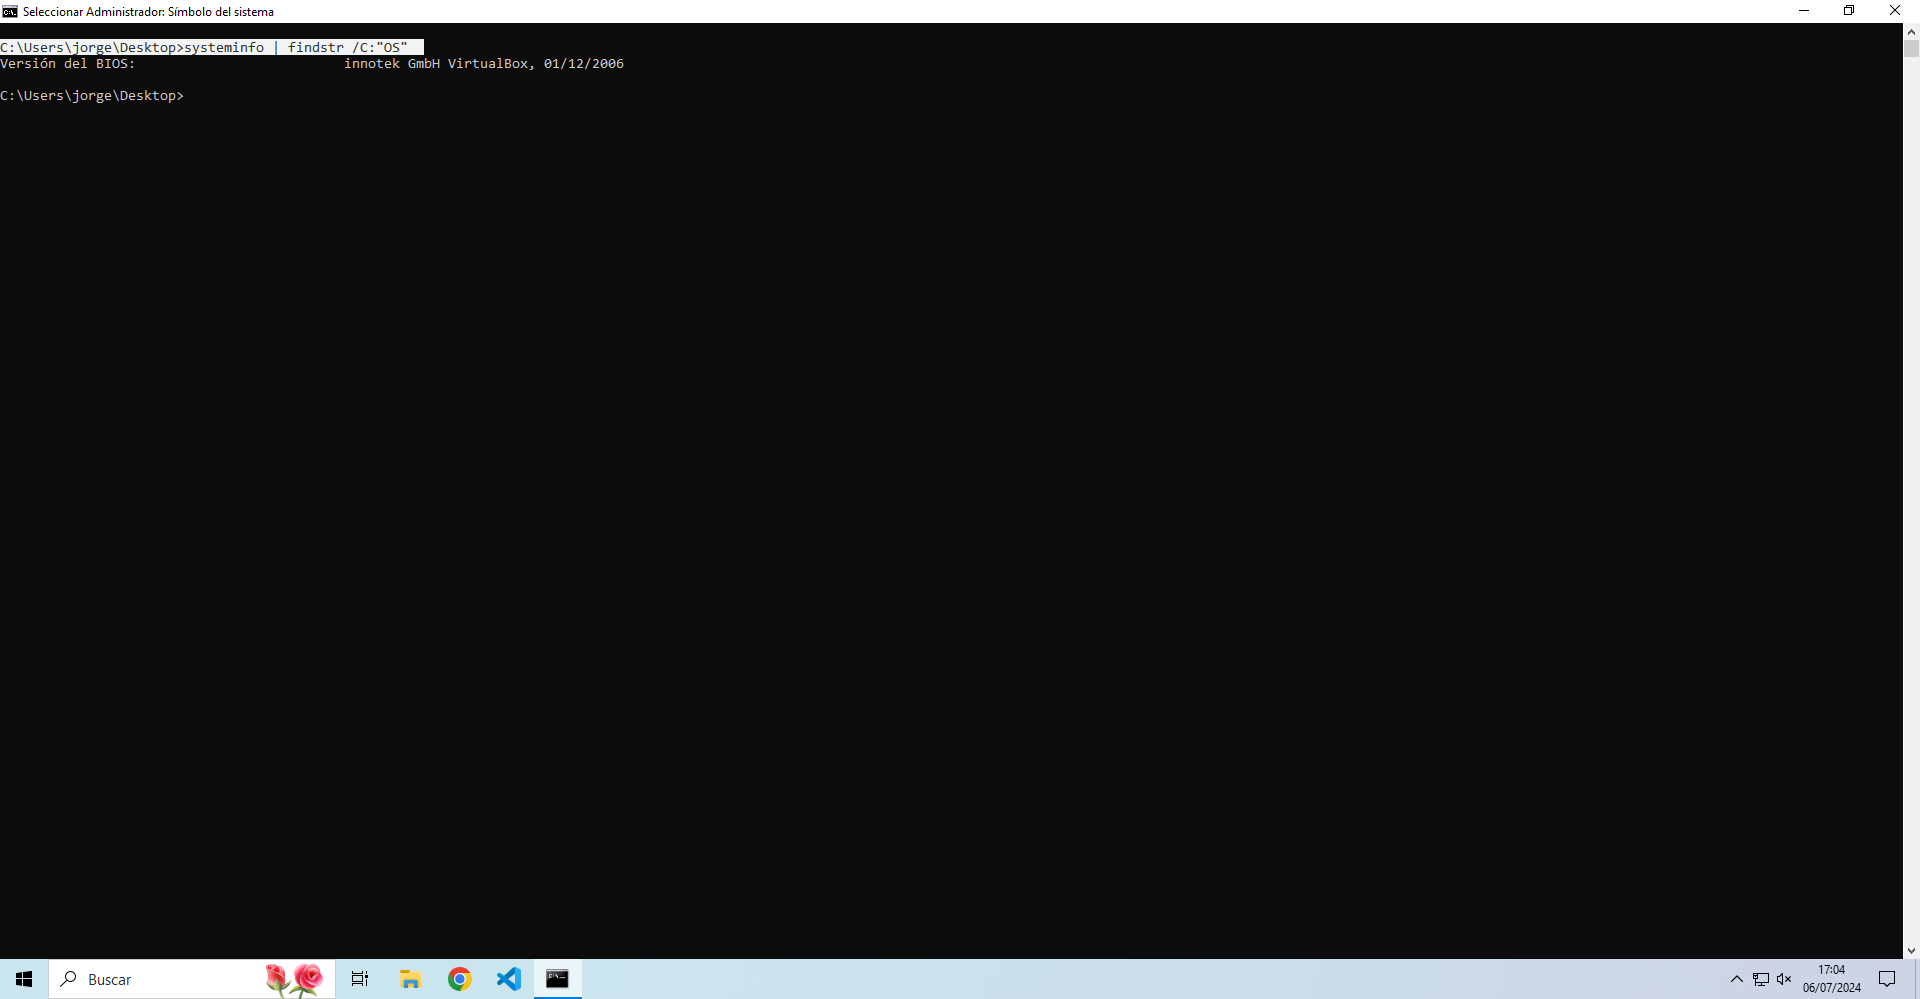 Seleccionar Administrador: Símbolo del sistema
C:\Users\jorge\Desktop>systeminfo | findstr /C:"OS"
Versión del BIOS:                          innotek GmbH VirtualBox, 01/12/2006
C:\Users\jorge\Desktop>
Buscar
17:04
06/07/2024